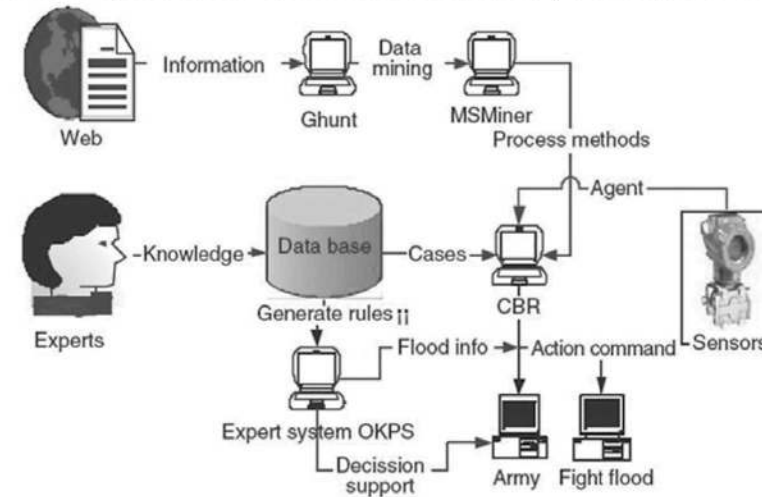 Information
Data
mining
Web
Ghunt
MSMiner
Process methods
Agent
Knowledge
Data base
Cases
Experts
Generate rules ¡¡
CBR
Sensors
Flood info
Action command
Expert system OKPS
Decission
support
Army
Fight flood